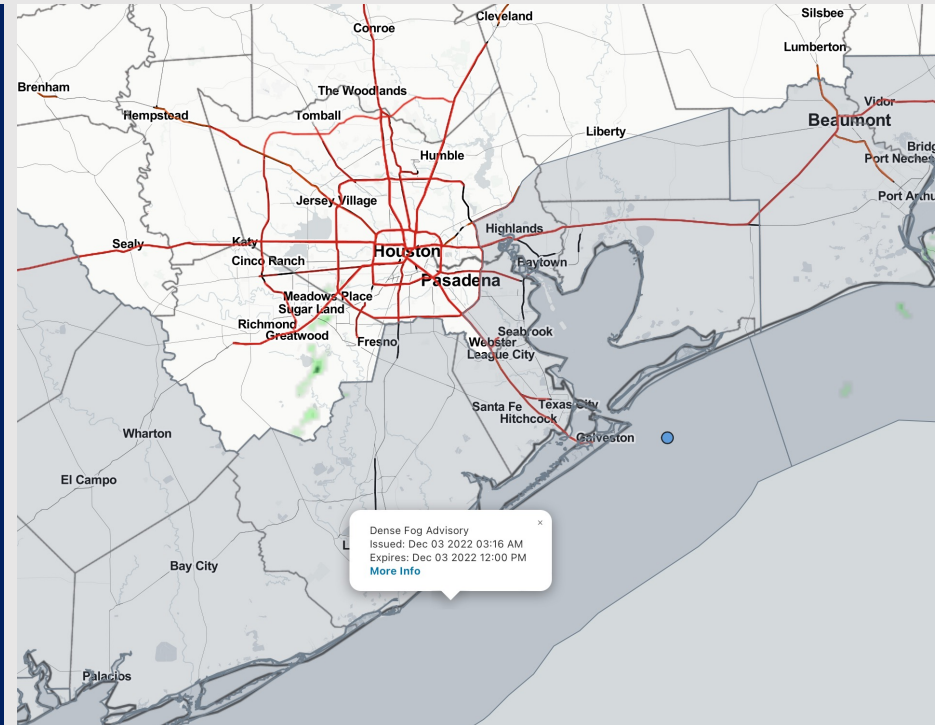 Silsbee
Cleveland
Conroe
Lumberton
Brenham
The Woodlands
Vidor
Hempstead
Tomball
Beaumont
Liberty
Humble
Port Neches
Jersey Village
Highlands
Sealy
Katy
Houston
Cinco Ranch
Baytown
Pasadena
Meadows Place
Sugar Land
Richmond
Seabrook
Greatwood
Fresno
Webster
League City
Santa Fe
Texas City
Hitchcock
Wharton
Galveston
El Campo
×
Dense Fog Advisory
Issued: Dec 03 2022 03:16 AM
Expires: Dec 03 2022 12:00 PM
More Info
L
Bay City
Palacios